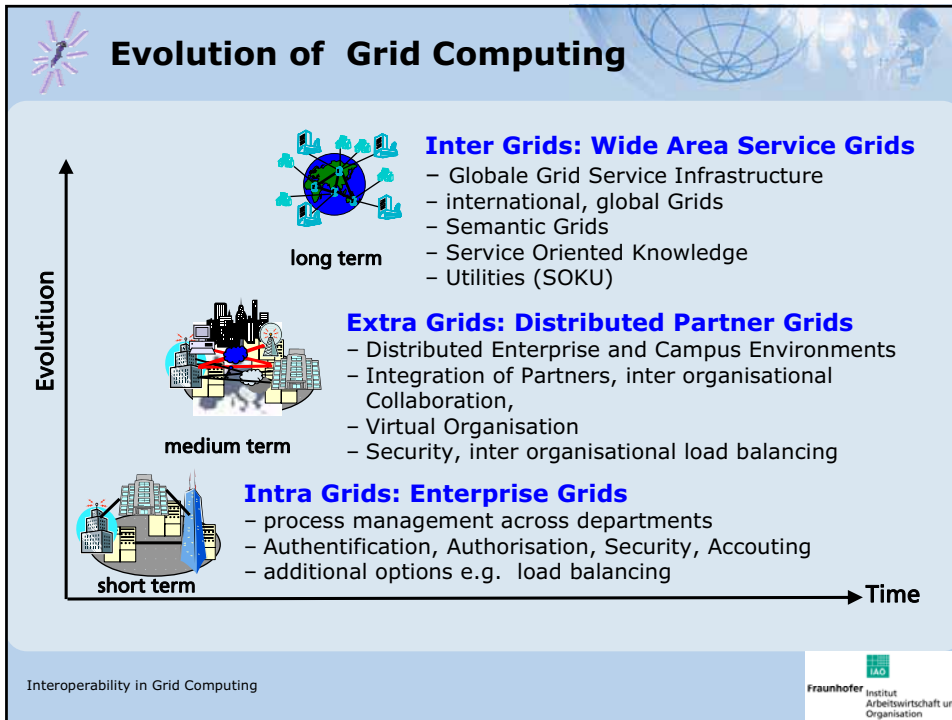 Evolution of Grid Computing
Inter Grids: Wide Area Service Grids
– Globale Grid Service Infrastructure
– international, global Grids
– Semantic Grids
– Service Oriented Knowledge
– Utilities (SOKU)
long term
Extra Grids: Distributed Partner Grids
– Distributed Enterprise and Campus Environments
– Integration of Partners, inter organisational
Collaboration,
– Virtual Organisation
– Security, inter organisational load balancing
medium term
Intra Grids: Enterprise Grids
– process management across departments
– Authentification, Authorisation, Security, Accouting
– additional options e.g. load balancing
short term
Evolutiuon
Time
Interoperability in Grid Computing
IAO
Fraunhofer Institut
Arbeitswirtschaft un
Organisation